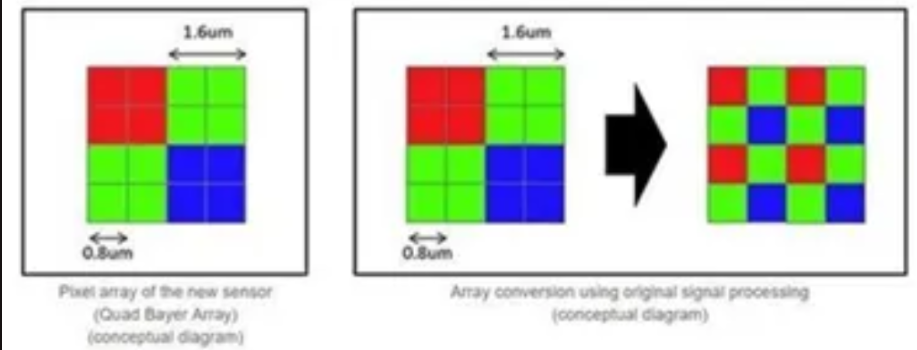 1.6um
0.8um
Pixel array of the new sensor
(Quad Bayer Array)
(conceptual diagram)
1.6um
0.8um
Array conversion using original signal processing
(conceptual diagram)